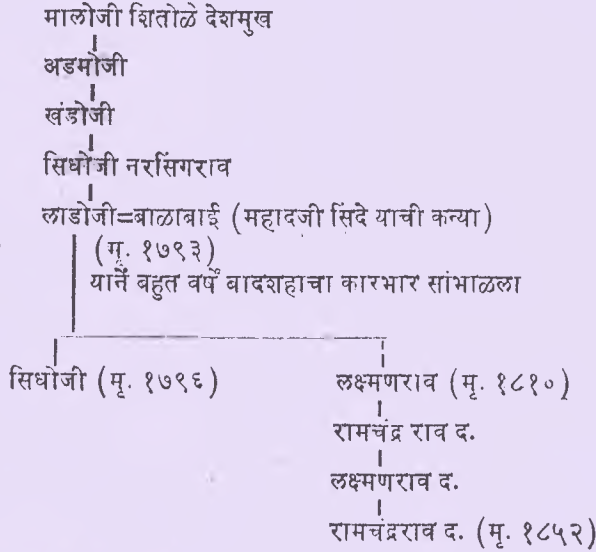 मालोजी शितोळे देशमुख
अडमोजी
खंडोजी
सिधोजी नरसिंगराव
लाडोजी=बाळाबाई (महादजी सिंदे याची कन्या)
(मृ. १७९३)
यानें बहुत वर्षें बादशहाचा कारभार सांभाळला
सिधोजी (मृ. १७९६) लक्ष्मणराव (मृ. १८१०)
रामचंद्र राव द.
लक्ष्मणराव द.
रामचंद्रराव द. (मृ. १८५२)